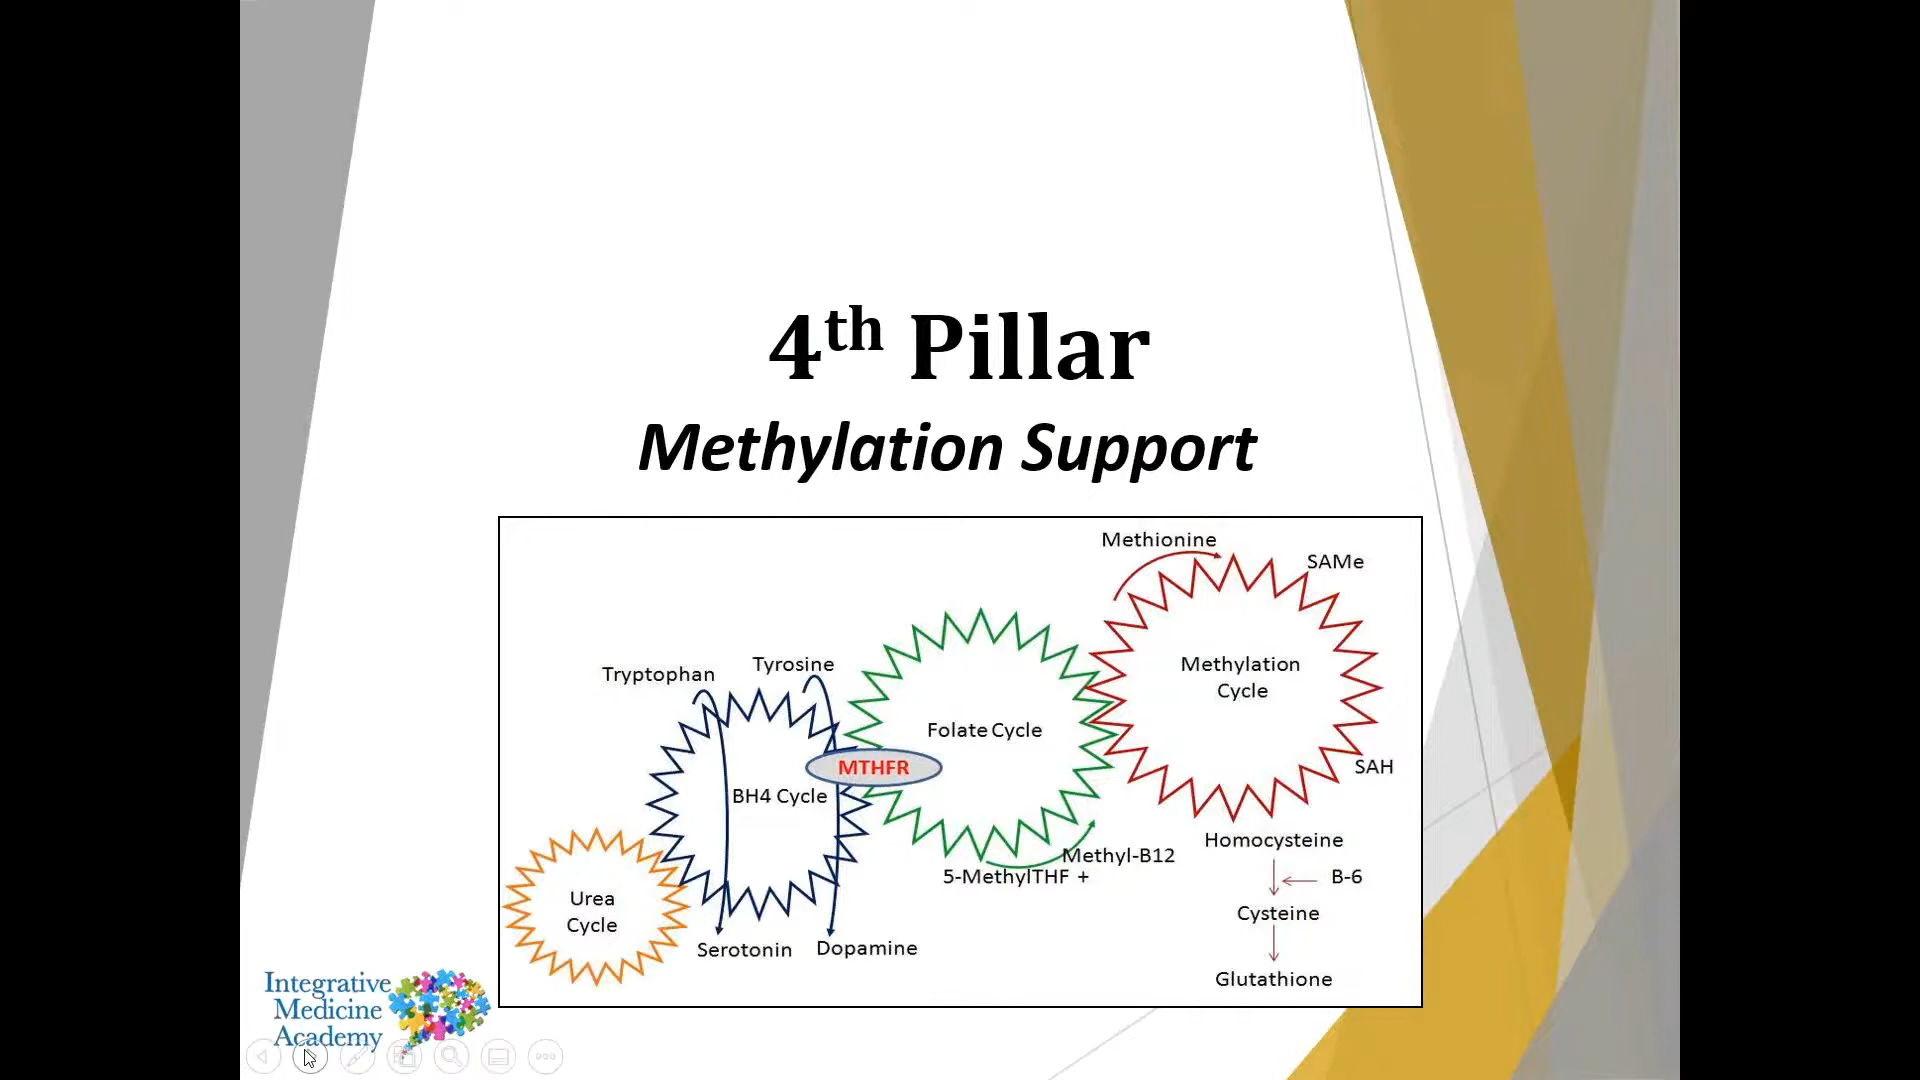 4th Pillar
Methylation Support
Methionine
SAMe
Tryptophan
Tyrosine
Methylation
Cycle
Folate Cycle
MTHFR
SAH
BH4 Cycle
Homocysteine
Methyl-B12
5-MethylTHF +
B-6
Urea
Cycle
Cysteine
Serotonin
Dopamine
Glutathione
Integrative
Medicine
Academy